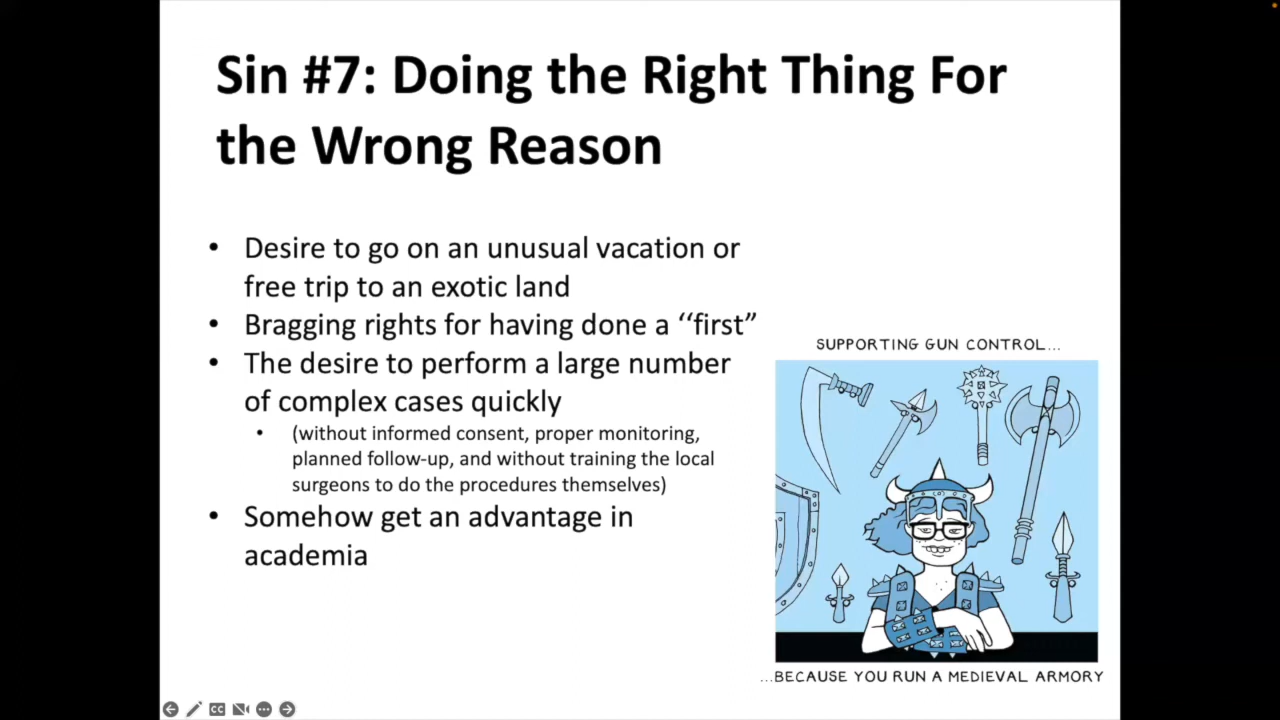 Sin #7: Doing the Right Thing For
the Wrong Reason
• Desire to go on an unusual vacation or
free trip to an exotic land
• Bragging rights for having done a ‘‘first”
• The desire to perform a large number
of complex cases quickly
• (without informed consent, proper monitoring,
planned follow-up, and without training the local
surgeons to do the procedures themselves)
• Somehow get an advantage in
academia
SUPPORTING GUN CONTROL...
...BECAUSE YOU RUN A MEDIEVAL ARMORY
CC